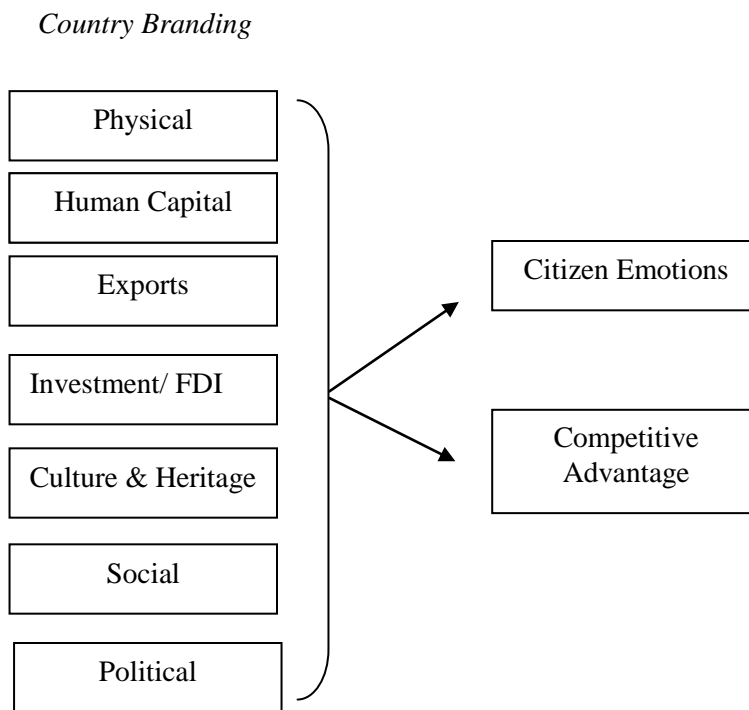 Country Branding
Physical
Human Capital
Exports
Investment/ FDI
Culture & Heritage
Social
Political
Citizen Emotions
Competitive
Advantage